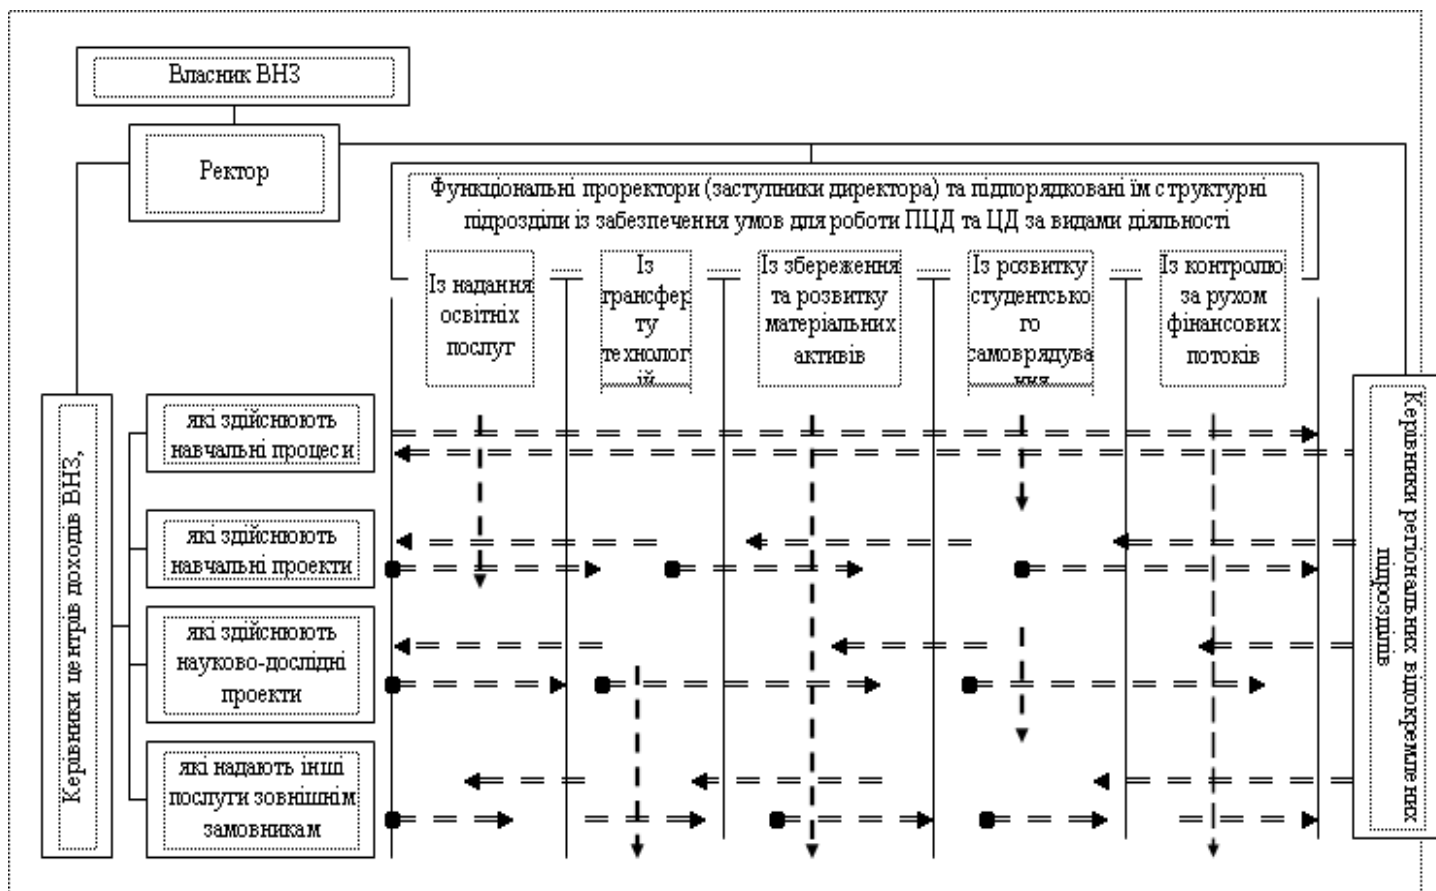 Власник ВНЗ
Ректор
Функціональні проректори (заступники директора) та підпорядковані їм структурні
підрозділи із забезпечення умов для роботи ПЦД та ЦД за видами діяльності
Із надання
освітніх
послуг
Із
трансфер
ту
технолог
ій
Із збереження
та розвитку
матеріальних
активів
Із розвитку
студентсько
го
самоврядува
ння
Із контролю
за рухом
фінансових
потоків
Керівники центрів доходів ВНЗ,
які здійснюють
навчальні процеси
які здійснюють
навчальні проекти
які здійснюють
науково-дослідні
проекти
які надають інші
послуги зовнішнім
замовникам
Керівники регіональних відокремлених
підрозділів